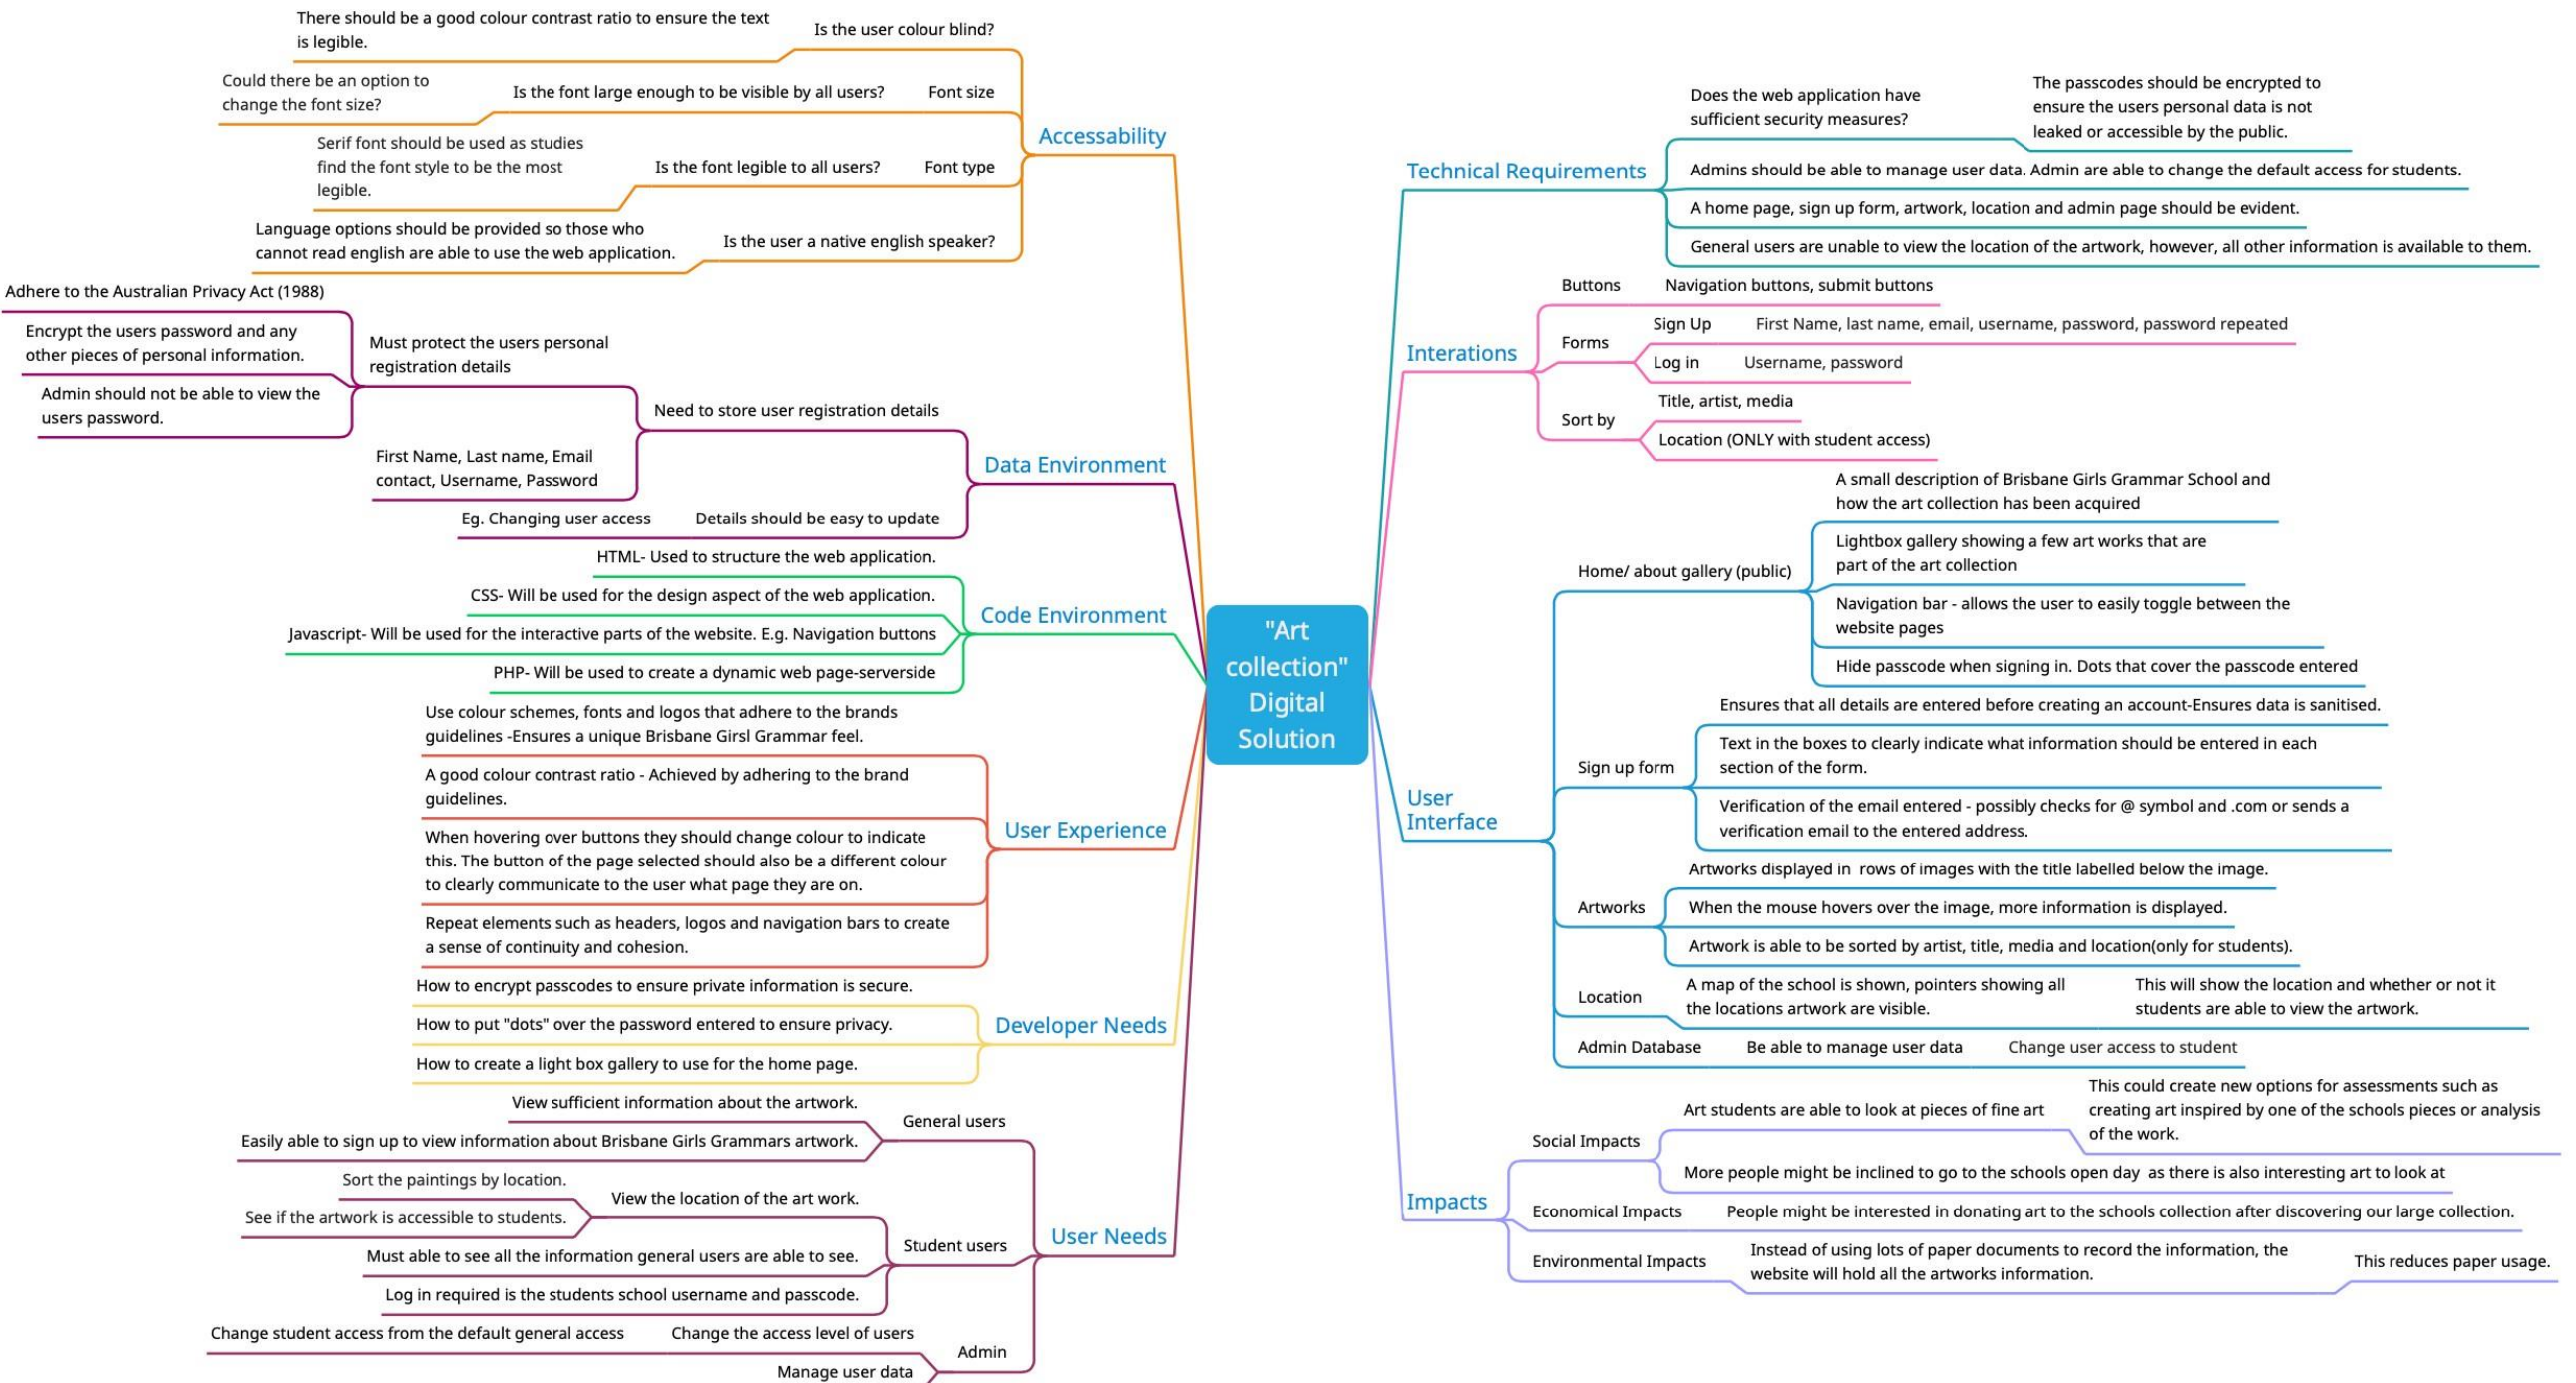 "Art
collection"
Digital
Solution
Accessability
Is the user colour blind?
There should be a good colour contrast ratio to ensure the text
is legible.
Font size
Is the font large enough to be visible by all users?
Could there be an option to
change the font size?
Font type
Is the font legible to all users?
Serif font should be used as studies
find the font style to be the most
legible.
Is the user a native english speaker?
Language options should be provided so those who
cannot read english are able to use the web application.
Data Environment
Need to store user registration details
Must protect the users personal
registration details
Adhere to the Australian Privacy Act (1988)
Encrypt the users password and any
other pieces of personal information.
Admin should not be able to view the
users password.
First Name, Last name, Email
contact, Username, Password
Details should be easy to update
Eg. Changing user access
Code Environment
HTML- Used to structure the web application.
CSS- Will be used for the design aspect of the web application.
Javascript- Will be used for the interactive parts of the website. E.g. Navigation buttons
PHP- Will be used to create a dynamic web page-serverside
User Experience
Use colour schemes, fonts and logos that adhere to the brands
guidelines -Ensures a unique Brisbane Girsl Grammar feel.
A good colour contrast ratio - Achieved by adhering to the brand
guidelines.
When hovering over buttons they should change colour to indicate
this. The button of the page selected should also be a different colour
to clearly communicate to the user what page they are on.
Repeat elements such as headers, logos and navigation bars to create
a sense of continuity and cohesion.
Developer Needs
How to encrypt passcodes to ensure private information is secure.
How to put "dots" over the password entered to ensure privacy.
How to create a light box gallery to use for the home page.
User Needs
General users
View sufficient information about the artwork.
Easily able to sign up to view information about Brisbane Girls Grammars artwork.
Student users
View the location of the art work.
Sort the paintings by location.
See if the artwork is accessible to students.
Must able to see all the information general users are able to see.
Log in required is the students school username and passcode.
Admin
Change the access level of users
Change student access from the default general access
Manage user data
Technical Requirements
Does the web application have
sufficient security measures?
The passcodes should be encrypted to
ensure the users personal data is not
leaked or accessible by the public.
Admins should be able to manage user data. Admin are able to change the default access for students.
A home page, sign up form, artwork, location and admin page should be evident.
General users are unable to view the location of the artwork, however, all other information is available to them.
Interations
Buttons
Navigation buttons, submit buttons
Forms
Sign Up
First Name, last name, email, username, password, password repeated
Log in
Username, password
Sort by
Title, artist, media
Location (ONLY with student access)
User
Interface
Home/ about gallery (public)
A small description of Brisbane Girls Grammar School and
how the art collection has been acquired
Lightbox gallery showing a few art works that are
part of the art collection
Navigation bar - allows the user to easily toggle between the
website pages
Hide passcode when signing in. Dots that cover the passcode entered
Sign up form
Ensures that all details are entered before creating an account-Ensures data is sanitised.
Text in the boxes to clearly indicate what information should be entered in each
section of the form.
Verification of the email entered - possibly checks for @ symbol and .com or sends a
verification email to the entered address.
Artworks
Artworks displayed in  rows of images with the title labelled below the image.
When the mouse hovers over the image, more information is displayed.
Artwork is able to be sorted by artist, title, media and location(only for students).
Location
A map of the school is shown, pointers showing all
the locations artwork are visible.
This will show the location and whether or not it
students are able to view the artwork.
Admin Database
Be able to manage user data
Change user access to student
Impacts
Social Impacts
Art students are able to look at pieces of fine art
This could create new options for assessments such as
creating art inspired by one of the schools pieces or analysis
of the work.
More people might be inclined to go to the schools open day  as there is also interesting art to look at
Economical Impacts
People might be interested in donating art to the schools collection after discovering our large collection.
Environmental Impacts
Instead of using lots of paper documents to record the information, the
website will hold all the artworks information.
This reduces paper usage.